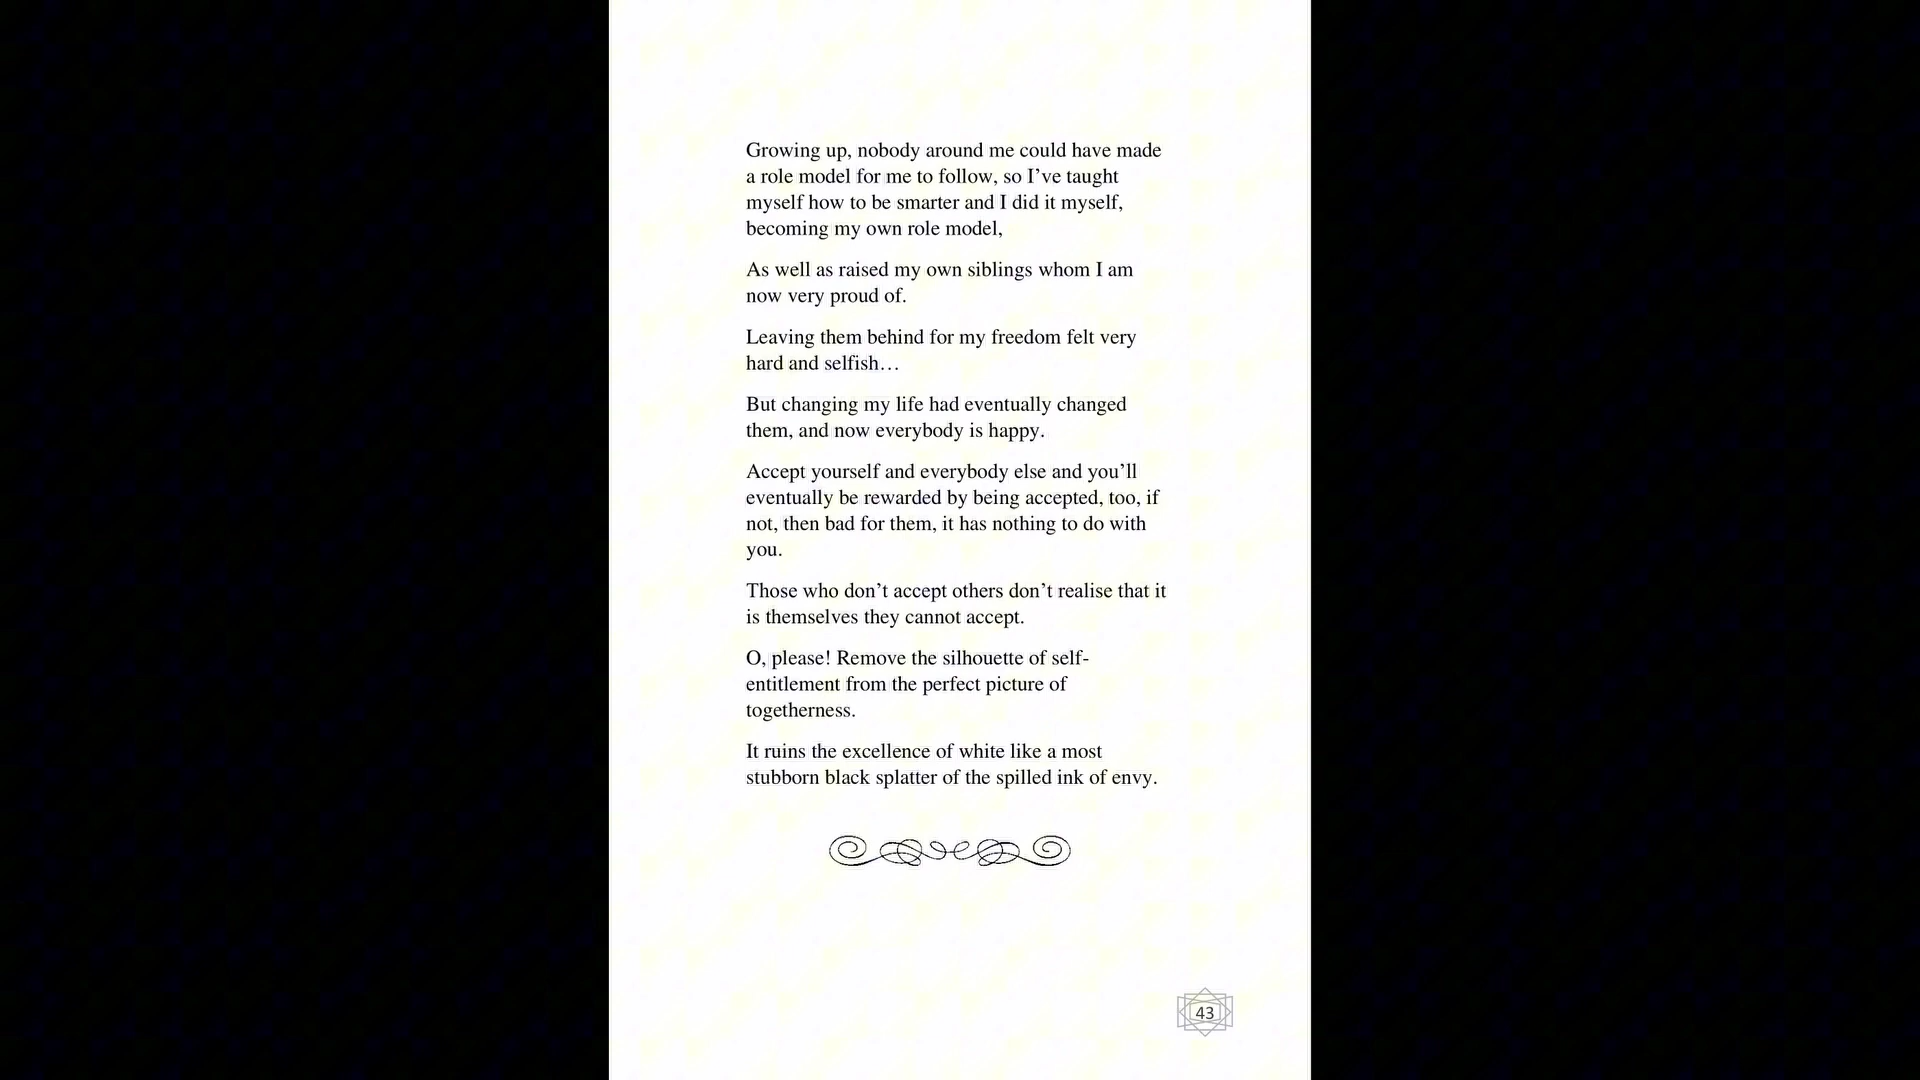 Growing up, nobody around me could have made
a role model for me to follow, so I’ve taught
myself how to be smarter and I did it myself,
becoming my own role model,
As well as raised my own siblings whom I am
now very proud of.
Leaving them behind for my freedom felt very
hard and selfish…
But changing my life had eventually changed
them, and now everybody is happy.
Accept yourself and everybody else and you’ll
eventually be rewarded by being accepted, too, if
not, then bad for them, it has nothing to do with
you.
Those who don’t accept others don’t realise that it
is themselves they cannot accept.
O, please! Remove the silhouette of self-
entitlement from the perfect picture of
togetherness.
It ruins the excellence of white like a most
stubborn black splatter of the spilled ink of envy.
43